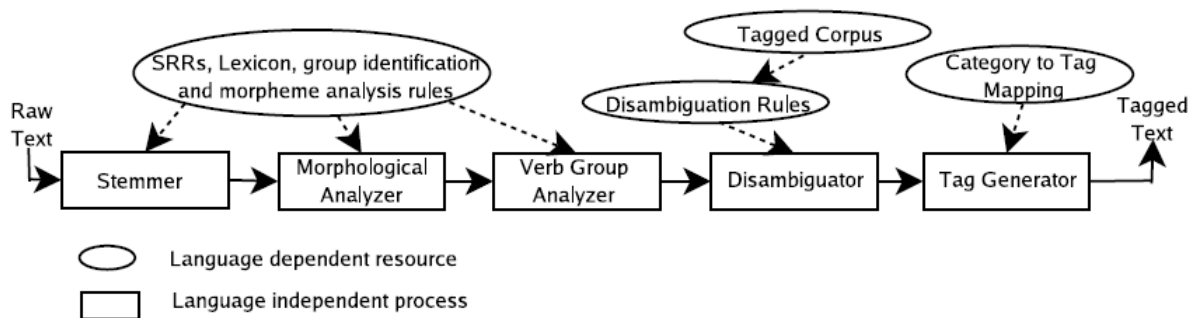 Tagged Corpus
SRRs, Lexicon, group identification
and morpheme analysis rules
Category to Tag
Mapping
Disambiguation Rules
Raw
Text
Tagged
Text
Stemmer
Morphological
Analyzer
Verb Group
Analyzer
Disambiguator
Tag Generator
Language dependent resource
Language independent process